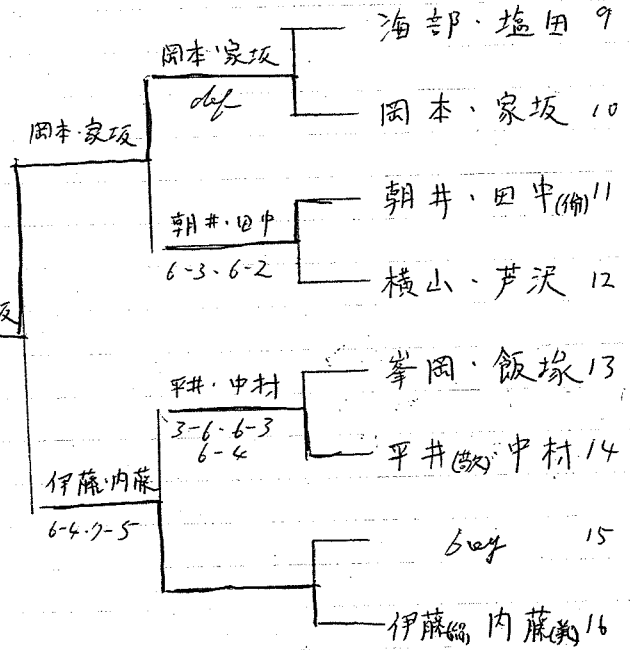 海部・塩田 9
岡本・家坂
def
岡本・家坂 10
岡本・家坂
朝井・田中 11
朝井・田中
6-3・6-2
横山・芦沢 12
坂
峯岡・飯塚 13
平井・中村
3-6・6-3
6-4
平井 中村 14
伊藤・内藤
6-4・7-5
bey 15
伊藤 内藤 16